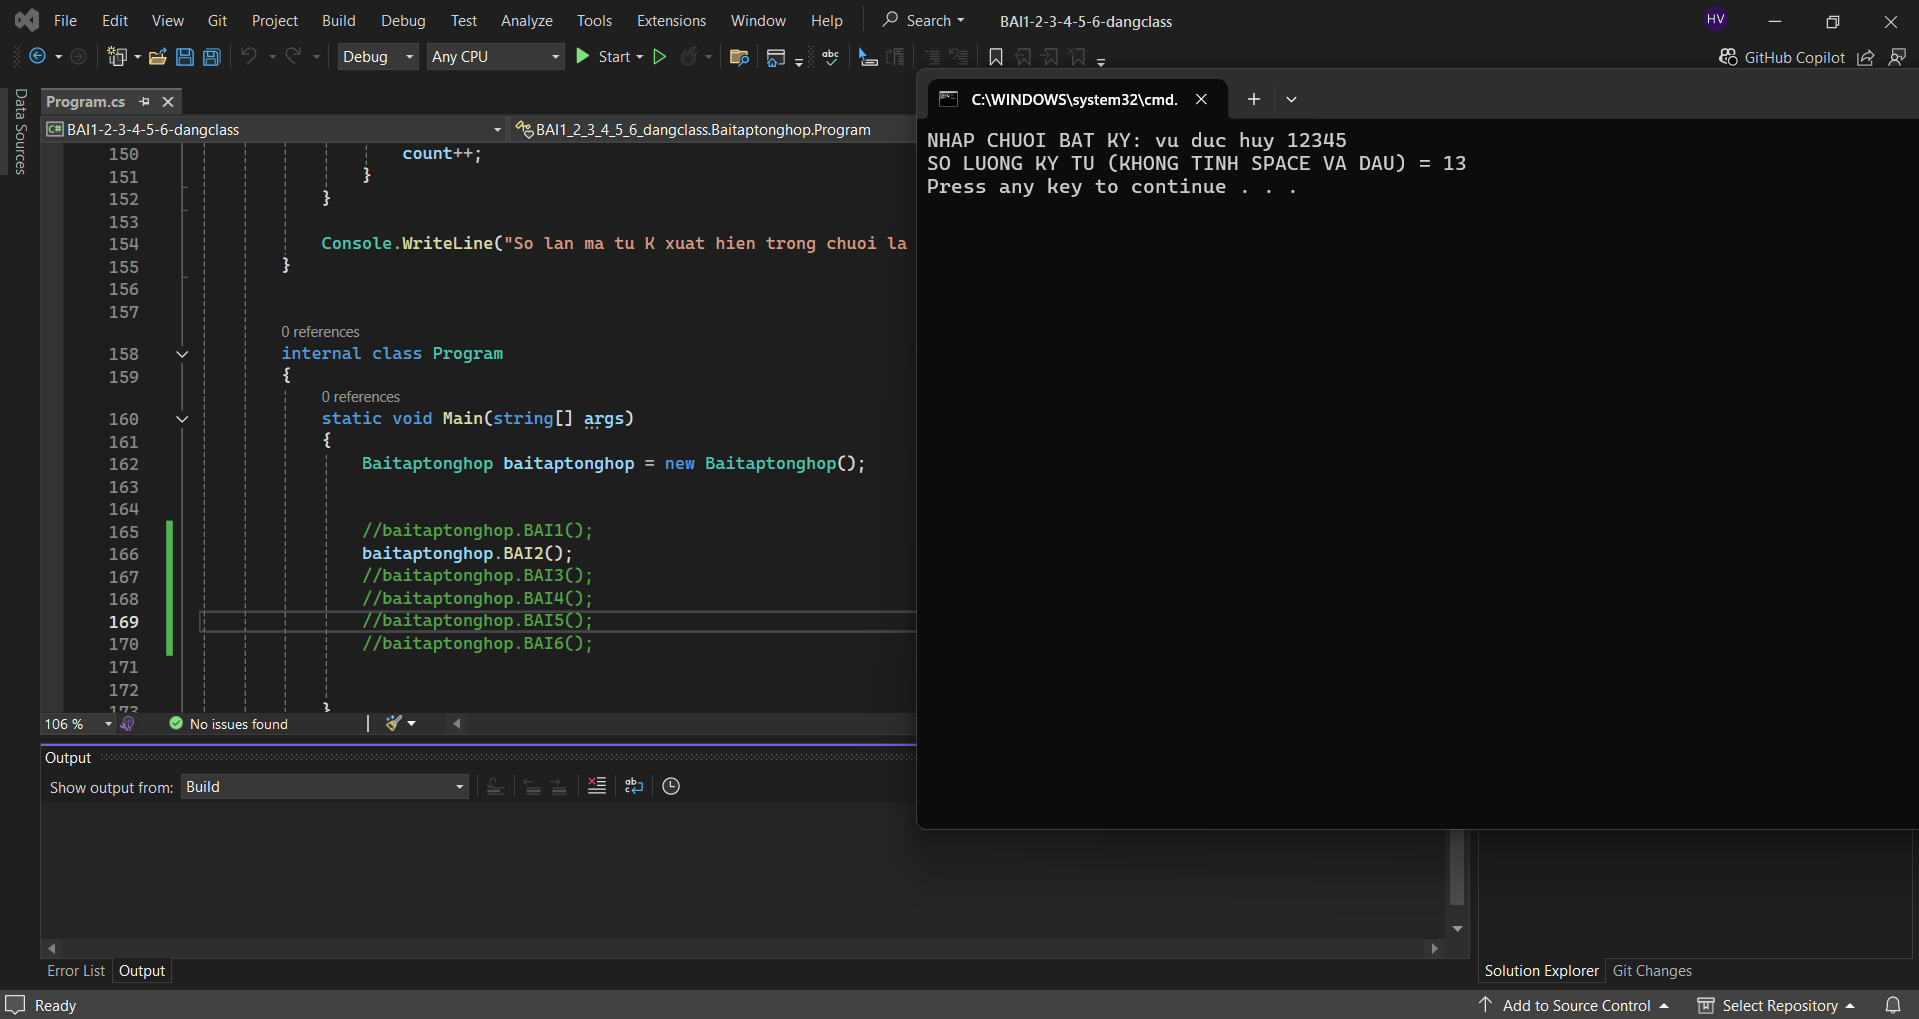 File Edit View Git Project Build Debug Test Analyze Tools Extensions Window Help Search BAI1-2-3-4-5-6-dangclass HV
Debug Any CPU Start abc GitHub Copilot
Data Sources
Program.cs
C# BAI1-2-3-4-5-6-dangclass BAI1_2_3_4_5_6_dangclass.Baitaptonghop.Program
150 count++;
151 }
152 }
153
154 Console.WriteLine("So lan ma tu K xuat hien trong chuoi la
155 }
156
157
0 references
158 internal class Program
159 {
0 references
160 static void Main(string[] args)
161 {
162 Baitaptonghop baitaptonghop = new Baitaptonghop();
163
164
165 //baitaptonghop.BAI1();
166 baitaptonghop.BAI2();
167 //baitaptonghop.BAI3();
168 //baitaptonghop.BAI4();
169 //baitaptonghop.BAI5();
170 //baitaptonghop.BAI6();
171
172
173 }
106 % No issues found
C:\WINDOWS\system32\cmd.
NHAP CHUOI BAT KY: vu duc huy 12345
SO LUONG KY TU (KHONG TINH SPACE VA DAU) = 13
Press any key to continue . . .
Output
Show output from: Build
Error List Output
Solution Explorer Git Changes
Ready Add to Source Control Select Repository